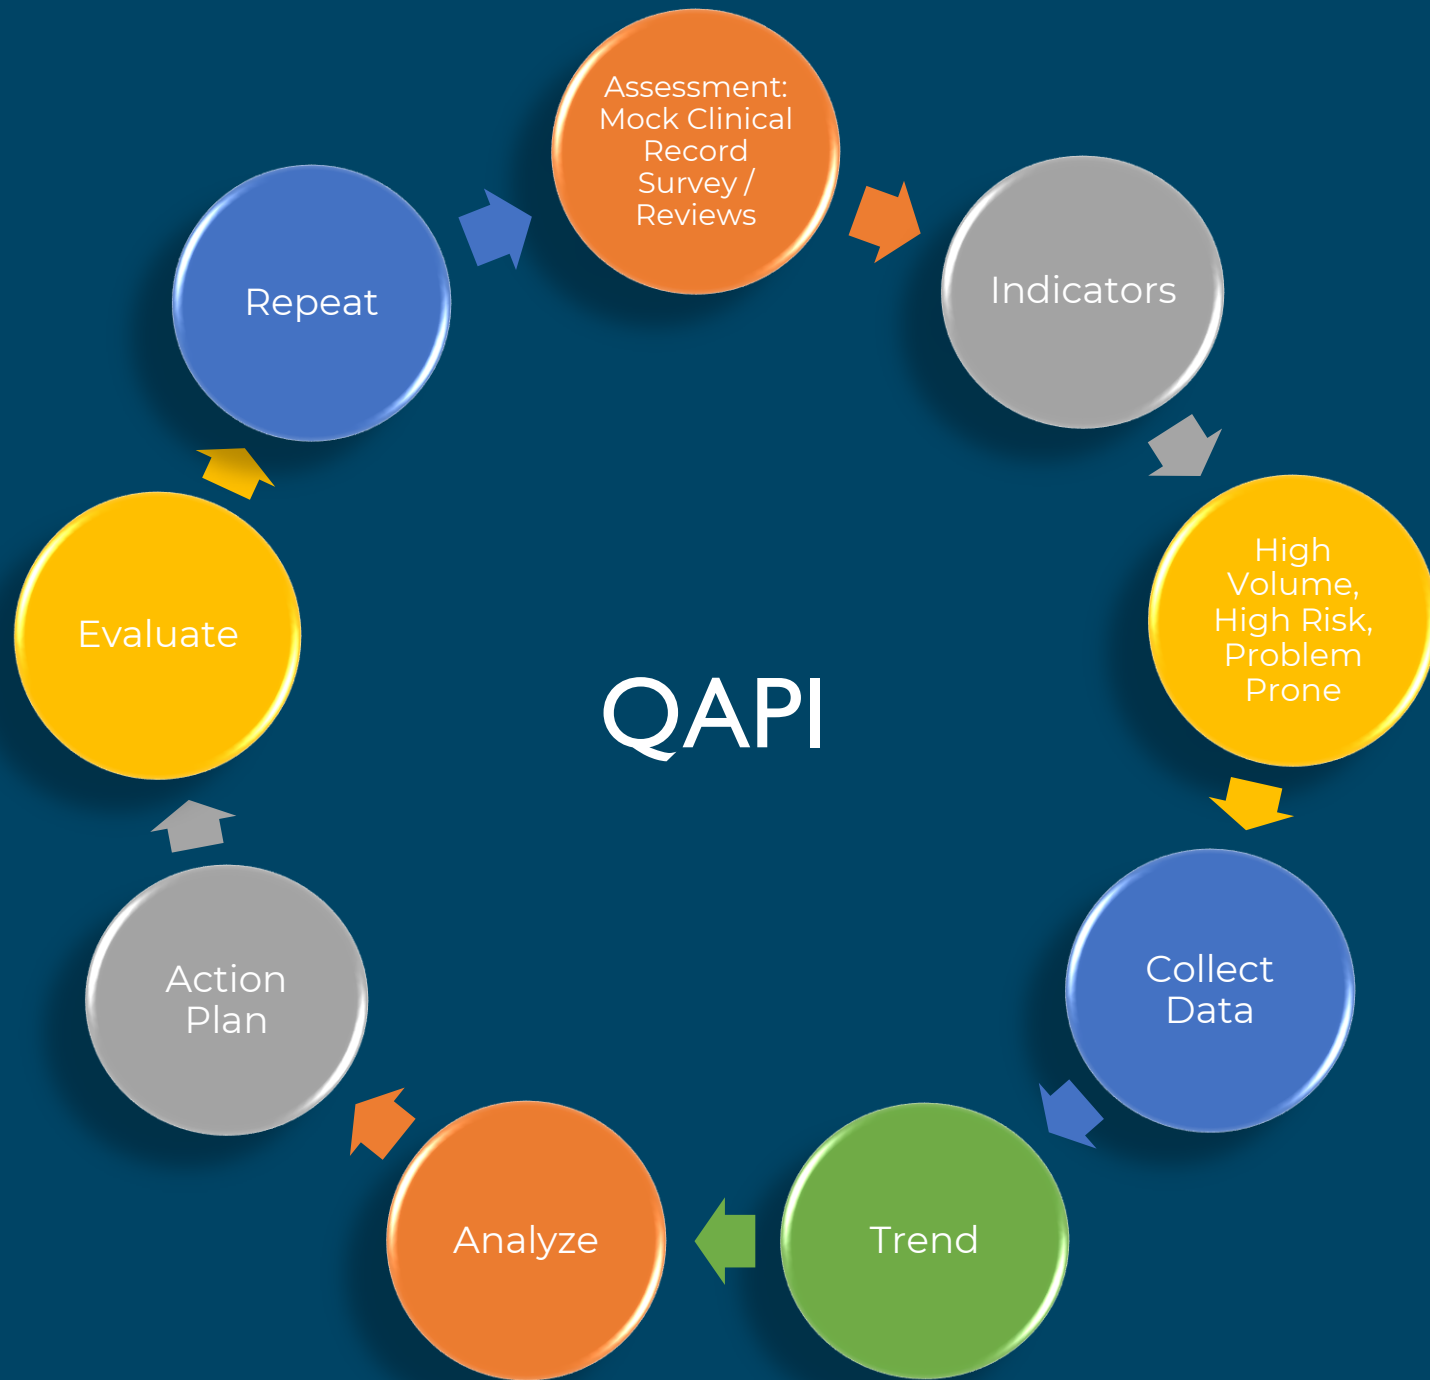 Assessment:
Mock Clinical
Record
Survey /
Reviews
Indicators
High
Volume,
High Risk,
Problem
Prone
Collect
Data
Trend
Analyze
Action
Plan
Evaluate
Repeat
QAPI